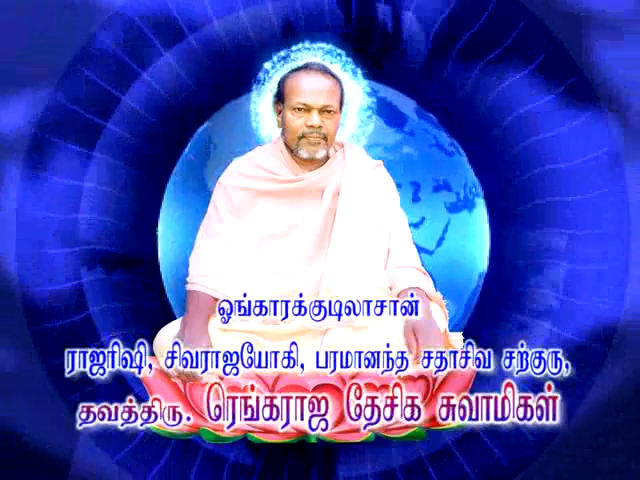 ஓங்காரக்குடிலாசான்
ராஜரிஷி, சிவராஜயோகி, பரமானந்த சதாசிவ சற்குரு,
தவத்திரு. ரெங்கராஜ தேசிக சுவாமிகள்